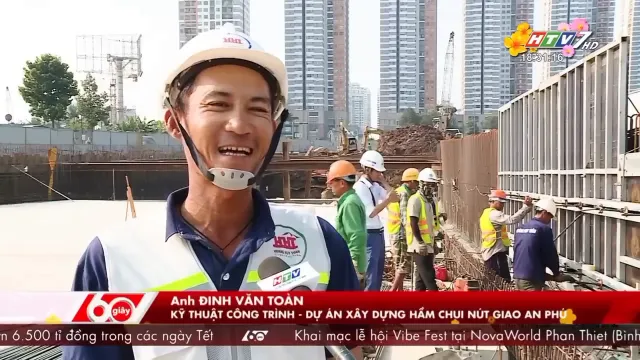 HTV7 HD
18:31:16
HTV
60 giây
Anh ĐINH VĂN TOÀN
KỸ THUẬT CÔNG TRÌNH - DỰ ÁN XÂY DỰNG HẦM CHUI NÚT GIAO AN PHÚ
n 6.500 tỉ đồng trong các ngày Tết
Khai mạc lễ hội Vibe Fest tại NovaWorld Phan Thiet (Bình